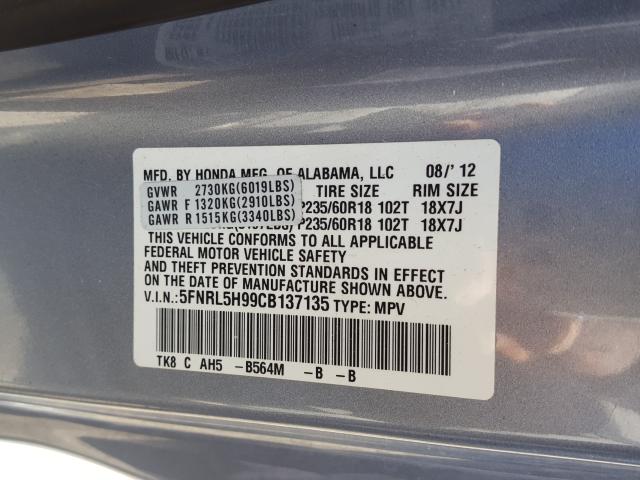 MFD. BY HONDA MFG. OF ALABAMA, LLC 08/'12
GVWR 2730KG(6019LBS) TIRE SIZE RIM SIZE
GAWR F 1320KG(2910LBS) P235/60R18 102T 18X7J
GAWR R 1515KG(3340LBS) P235/60R18 102T 18X7J
THIS VEHICLE CONFORMS TO ALL APPLICABLE
FEDERAL MOTOR VEHICLE SAFETY
AND THEFT PREVENTION STANDARDS IN EFFECT
ON THE DATE OF MANUFACTURE SHOWN ABOVE.
V.I.N.: 5FNRL5H99CB137135 TYPE: MPV
TK8 C AH5 -B564M -B -B